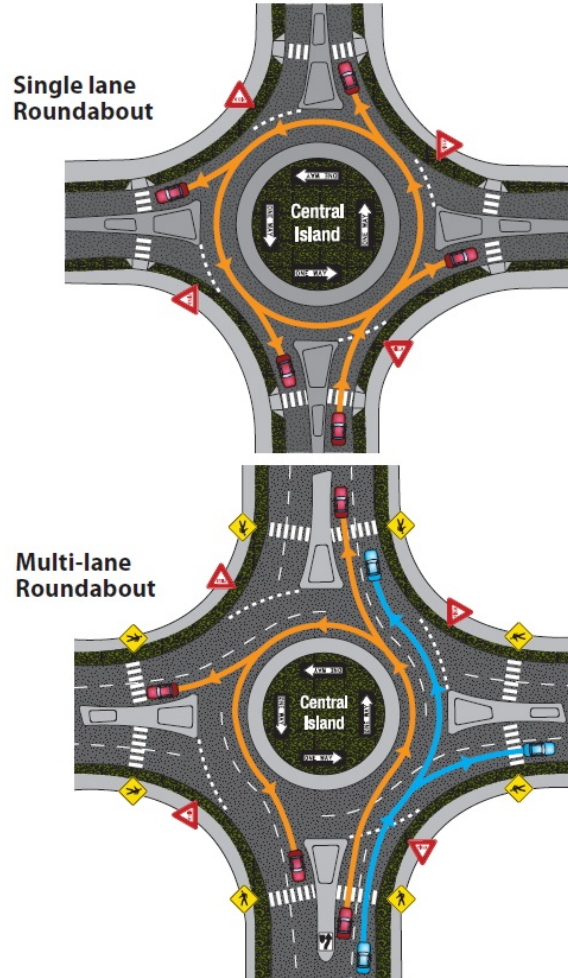 Single lane
Roundabout
ONE WAY
ONE WAY
Central
Island
ONE WAY
ONE WAY
Multi-lane
Roundabout
ONE WAY
ONE WAY
Central
Island
ONE WAY
ONE WAY